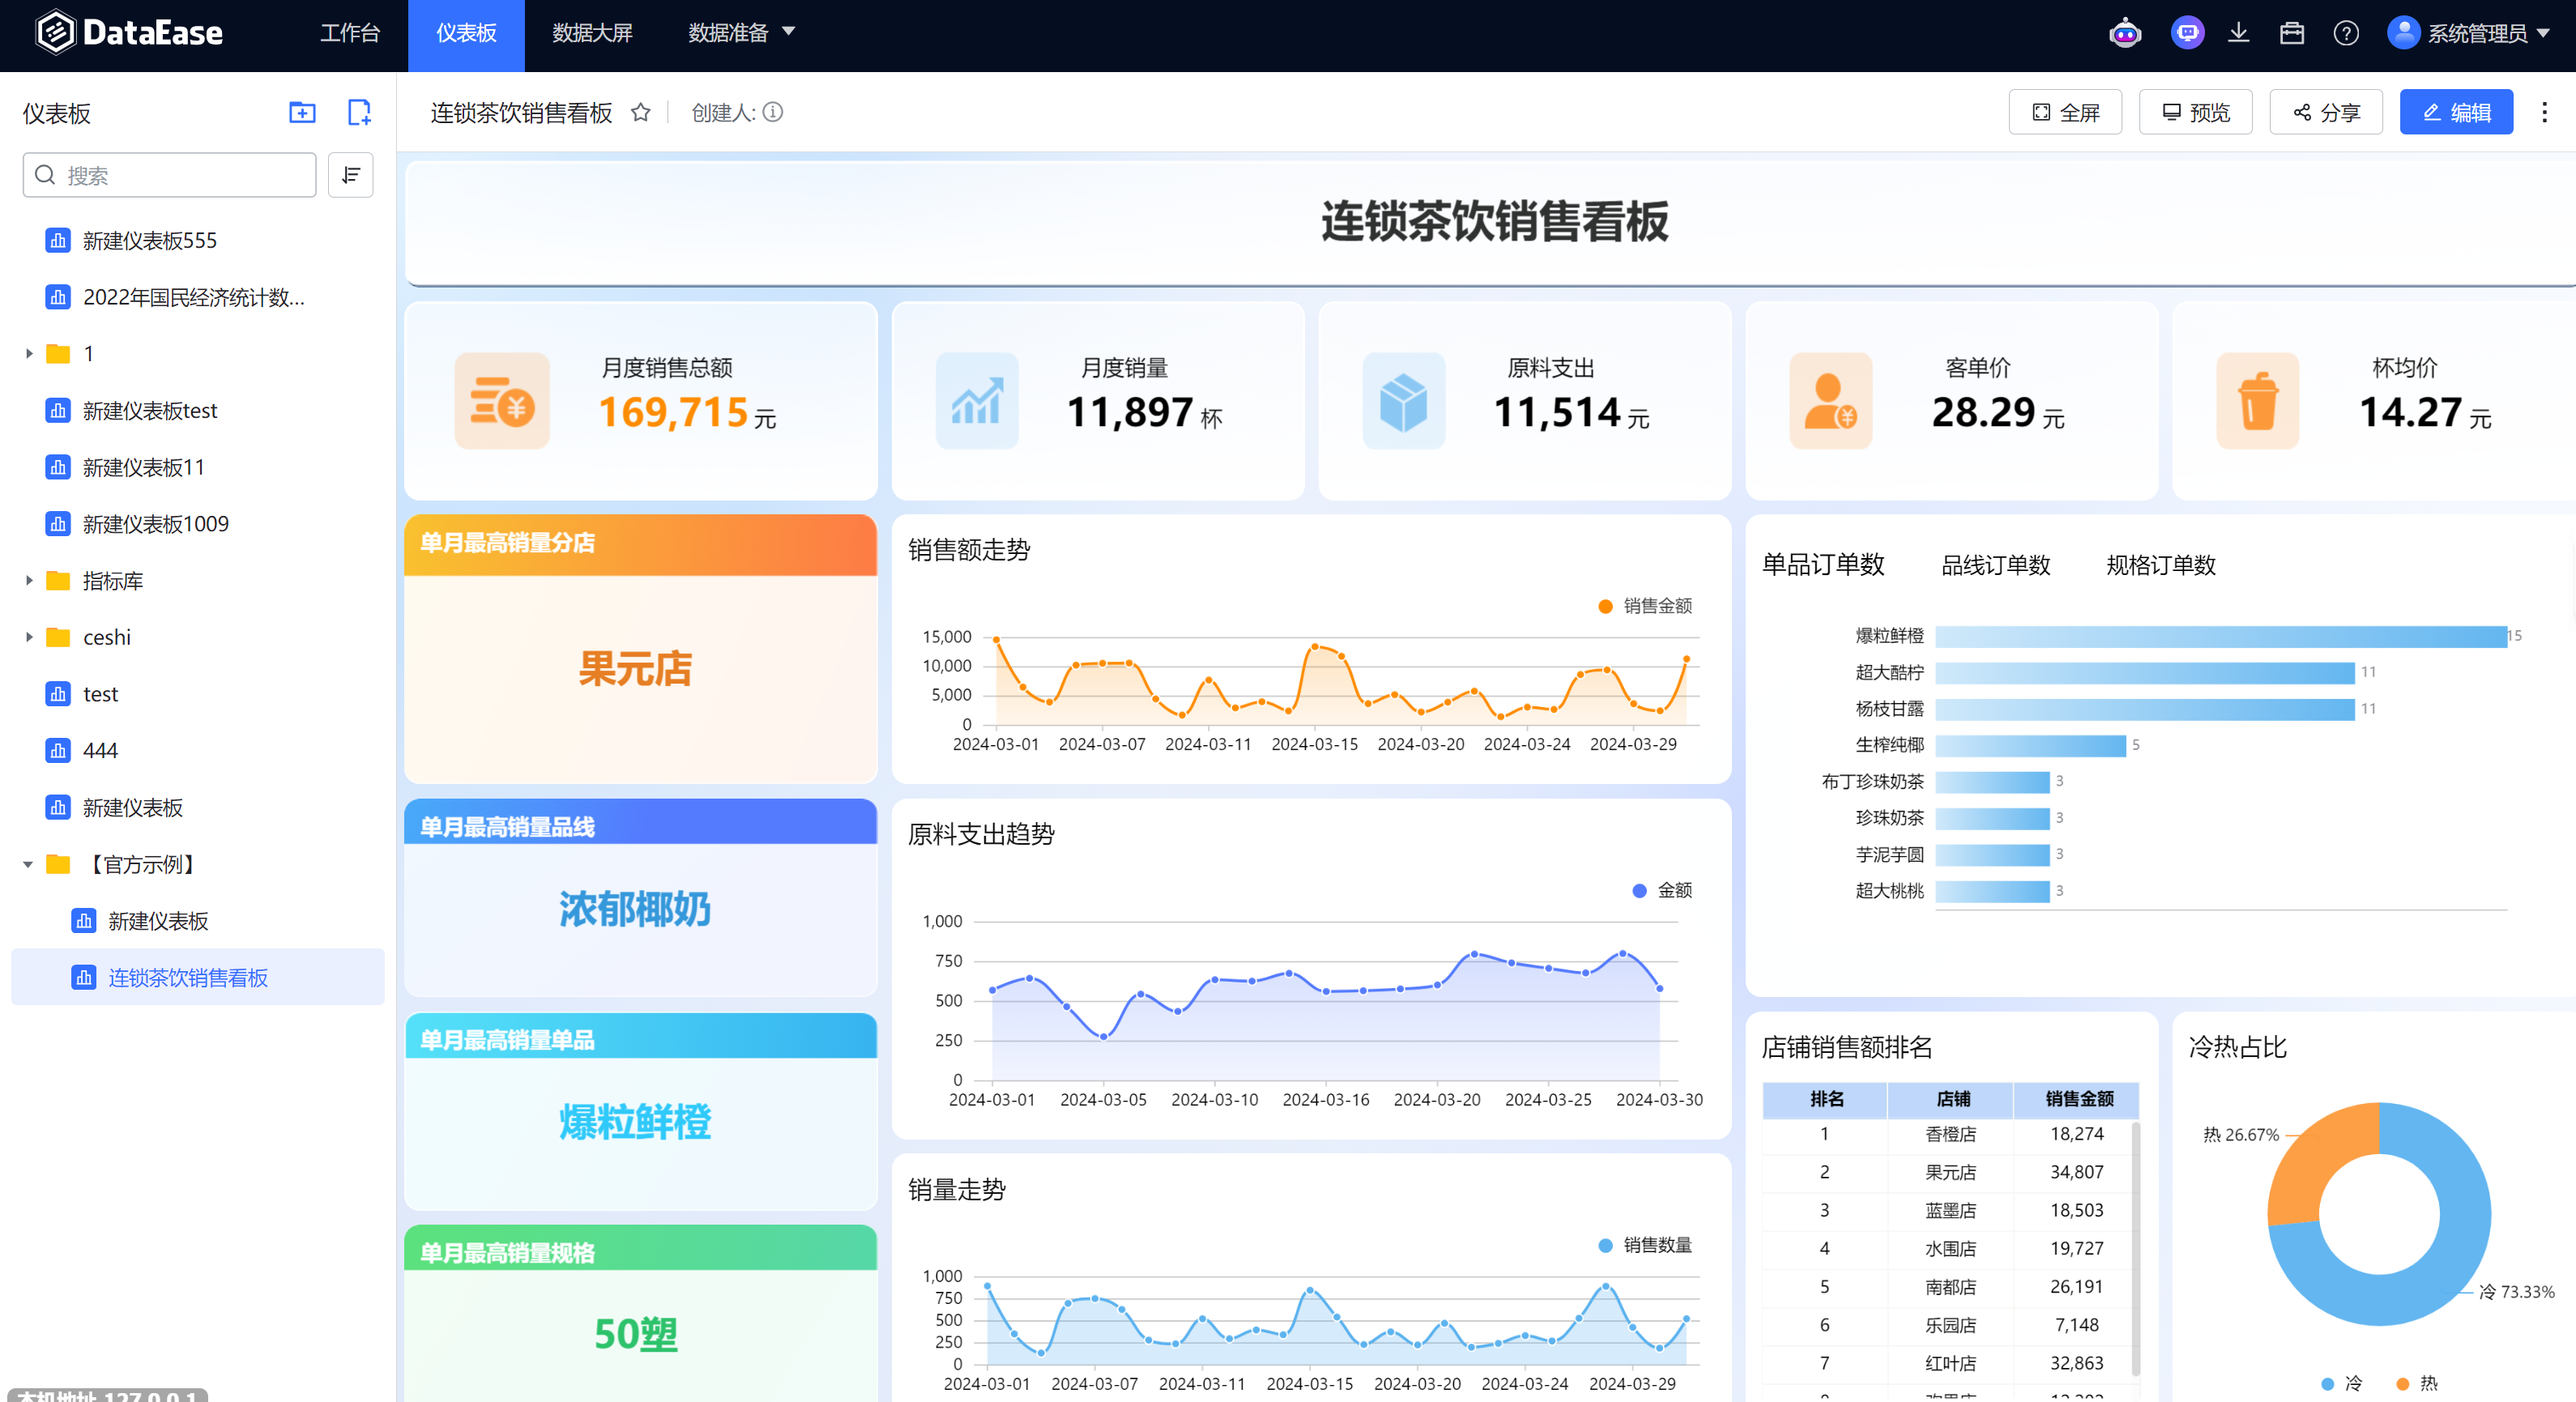 DataEase
工作台
仪表板
数据大屏
数据准备
系统管理员
仪表板
搜索
新建仪表板555
2022年国民经济统计数...
1
新建仪表板test
新建仪表板11
新建仪表板1009
指标库
ceshi
test
444
新建仪表板
【官方示例】
新建仪表板
连锁茶饮销售看板
连锁茶饮销售看板
创建人:
全屏
预览
分享
编辑
连锁茶饮销售看板
月度销售总额
169,715 元
月度销量
11,897 杯
原料支出
11,514 元
客单价
28.29 元
杯均价
14.27 元
单月最高销量分店
果元店
单月最高销量品线
浓郁椰奶
单月最高销量单品
爆粒鲜橙
单月最高销量规格
50塑
销售额走势
销售金额
15,000
10,000
5,000
0
2024-03-01 2024-03-07 2024-03-11 2024-03-15 2024-03-20 2024-03-24 2024-03-29
原料支出趋势
金额
1,000
750
500
250
0
2024-03-01 2024-03-05 2024-03-10 2024-03-16 2024-03-20 2024-03-25 2024-03-30
销量走势
销售数量
1,000
750
500
250
0
2024-03-01 2024-03-07 2024-03-11 2024-03-15 2024-03-20 2024-03-24 2024-03-29
单品订单数 品线订单数 规格订单数
爆粒鲜橙 15
超大酷柠 11
杨枝甘露 11
生榨纯椰 5
布丁珍珠奶茶 3
珍珠奶茶 3
芋泥芋圆 3
超大桃桃 3
店铺销售额排名
排名 店铺 销售金额
1 香橙店 18,274
2 果元店 34,807
3 蓝墨店 18,503
4 水围店 19,727
5 南都店 26,191
6 乐园店 7,148
7 红叶店 32,863
冷热占比
热 26.67%
冷 73.33%
冷 热
本机地址 127.0.0.1